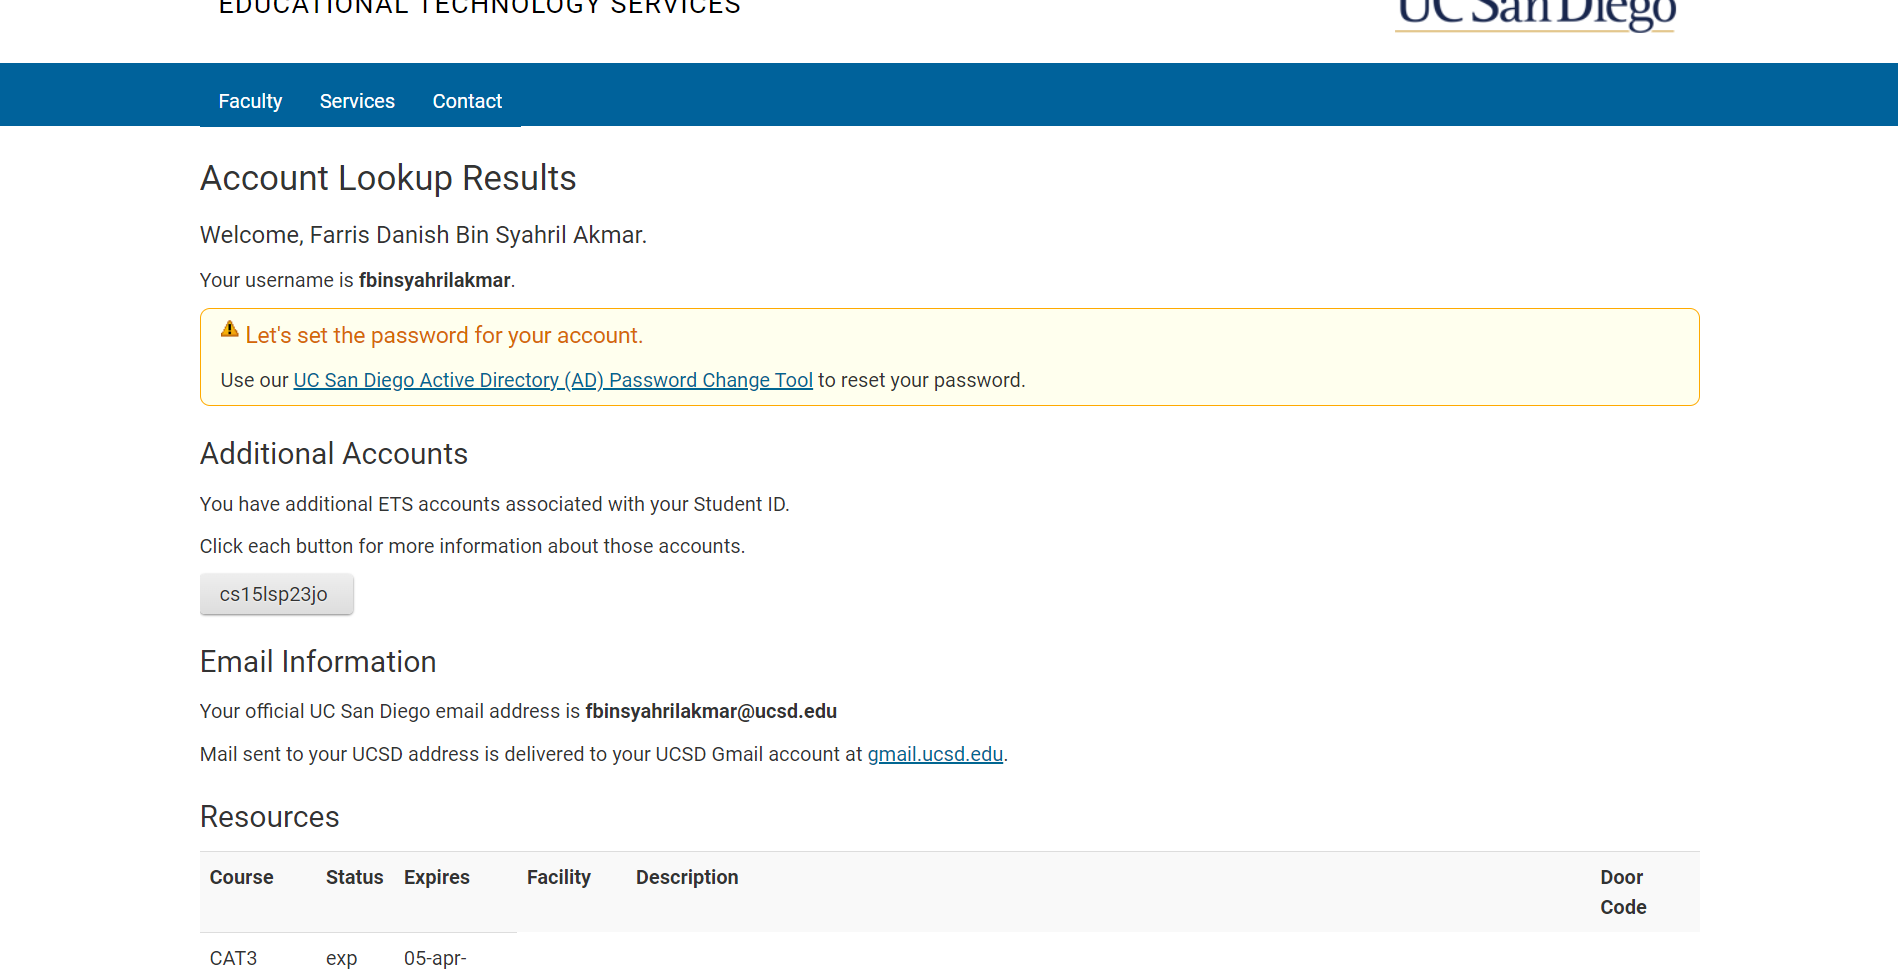 EDUCATIONAL TECHNOLOGY SERVICES
UC San Diego
Faculty Services Contact
Account Lookup Results
Welcome, Farris Danish Bin Syahril Akmar.
Your username is fbinsyahrilakmar.
Let's set the password for your account.
Use our UC San Diego Active Directory (AD) Password Change Tool to reset your password.
Additional Accounts
You have additional ETS accounts associated with your Student ID.
Click each button for more information about those accounts.
cs15lsp23jo
Email Information
Your official UC San Diego email address is fbinsyahrilakmar@ucsd.edu
Mail sent to your UCSD address is delivered to your UCSD Gmail account at gmail.ucsd.edu.
Resources
Course Status Expires Facility Description Door
Code
CAT3 exp 05-apr-